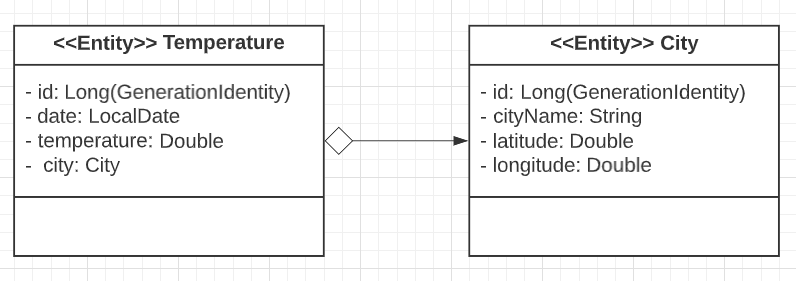 <<Entity>> Temperature
- id: Long(GenerationIdentity)
- date: LocalDate
- temperature: Double
- city: City
<<Entity>> City
- id: Long(GenerationIdentity)
- cityName: String
- latitude: Double
- longitude: Double